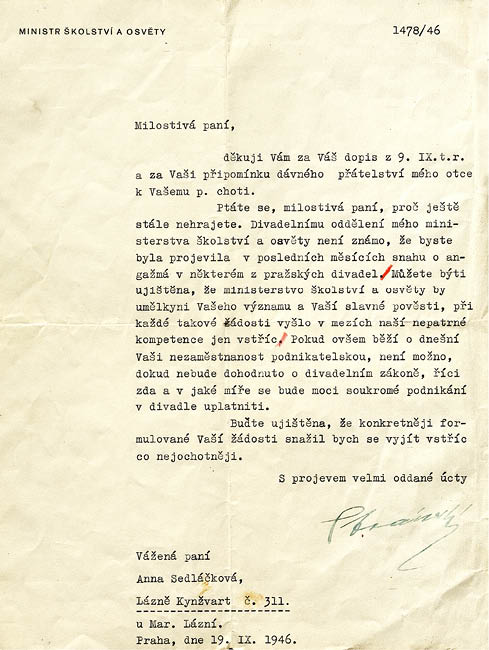 MINISTR ŠKOLSTVÍ A OSVĚTY
1478/46
Milostivá paní,
děkuji Vám za Váš dopis z 9. IX.t.r.
a za Vaši připomínku dávného přátelství mého otce
k Vašemu p. choti.
Ptáte se, milostivá paní, proč ještě
stále nehrajete. Divadelnímu oddělení mého mini-
sterstva školství a osvěty není známo, že byste
byla projevila v posledních měsících snahu o an-
gažmá v některém z pražských divadel. Můžete býti
ujištěna, že ministerstvo školství a osvěty by
umělkyni Vašeho významu a Vaší slavné pověsti, při
každé takové žádosti vyšlo v mezích naší nepatrné
kompetence jen vstříc. Pokud ovšem běží o dnešní
Vaši nezaměstnanost podnikatelskou, není možno,
dokud nebude dohodnuto o divadelním zákoně, říci
zda a v jaké míře se bude moci soukromé podnikání
v divadle uplatniti.
Buďte ujištěna, že konkretněji for-
mulované Vaší žádosti snažil bych se vyjít vstříc
co nejochotněji.
S projevem velmi oddané úcty
Stránský
Vážená paní
Anna Sedláčková,
Lázně Kynžvart č. 311.
u Mar. Lázní.
Praha, dne 19. IX. 1946.